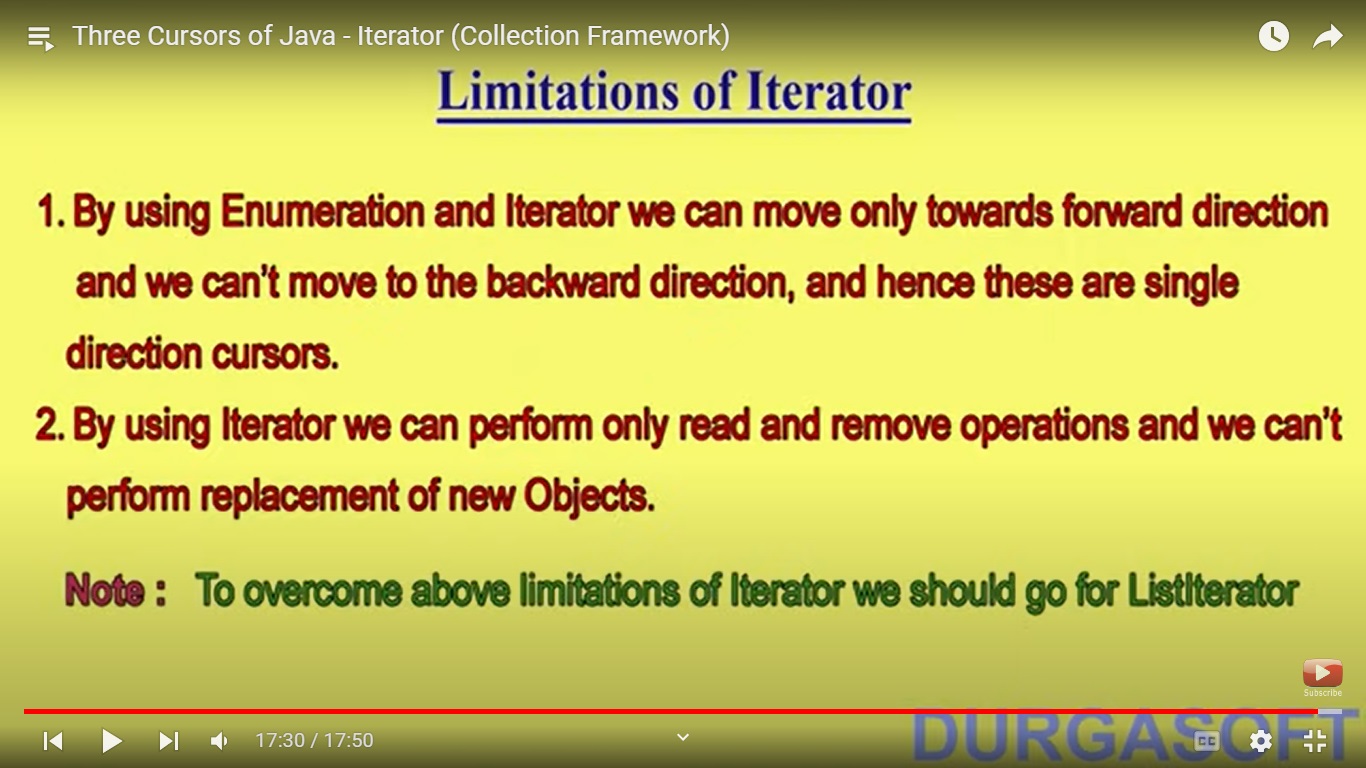 Three Cursors of Java - Iterator (Collection Framework)
Limitations of Iterator
1. By using Enumeration and Iterator we can move only towards forward direction
and we can't move to the backward direction, and hence these are single
direction cursors.
2. By using Iterator we can perform only read and remove operations and we can't
perform replacement of new Objects.
Note : To overcome above limitations of Iterator we should go for ListIterator
Subscribe
DURGASOFT
17:30 / 17:50
CC